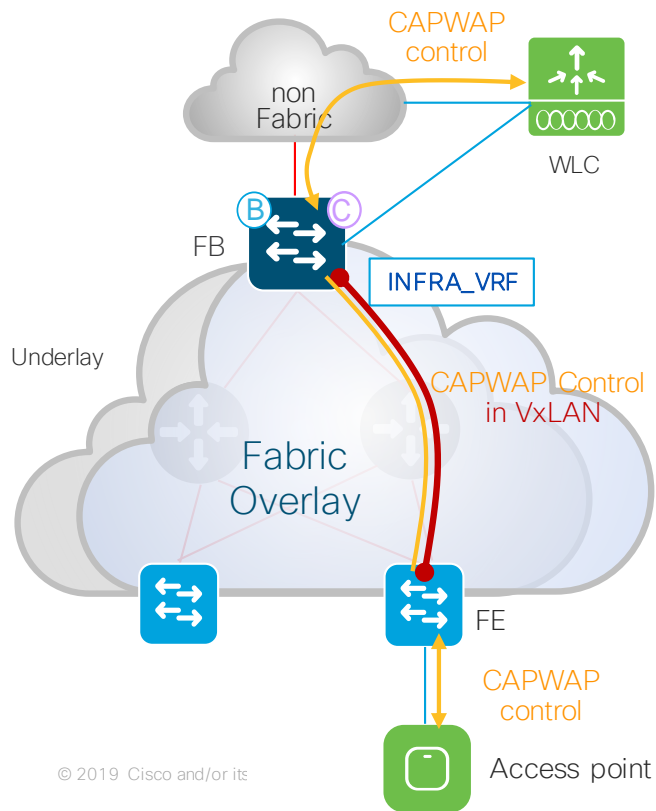 CAPWAP
control
non
Fabric
WLC
B
C
FB
INFRA_VRF
Underlay
CAPWAP Control
in VxLAN
Fabric
Overlay
FE
CAPWAP
control
Access point
© 2019 Cisco and/or its